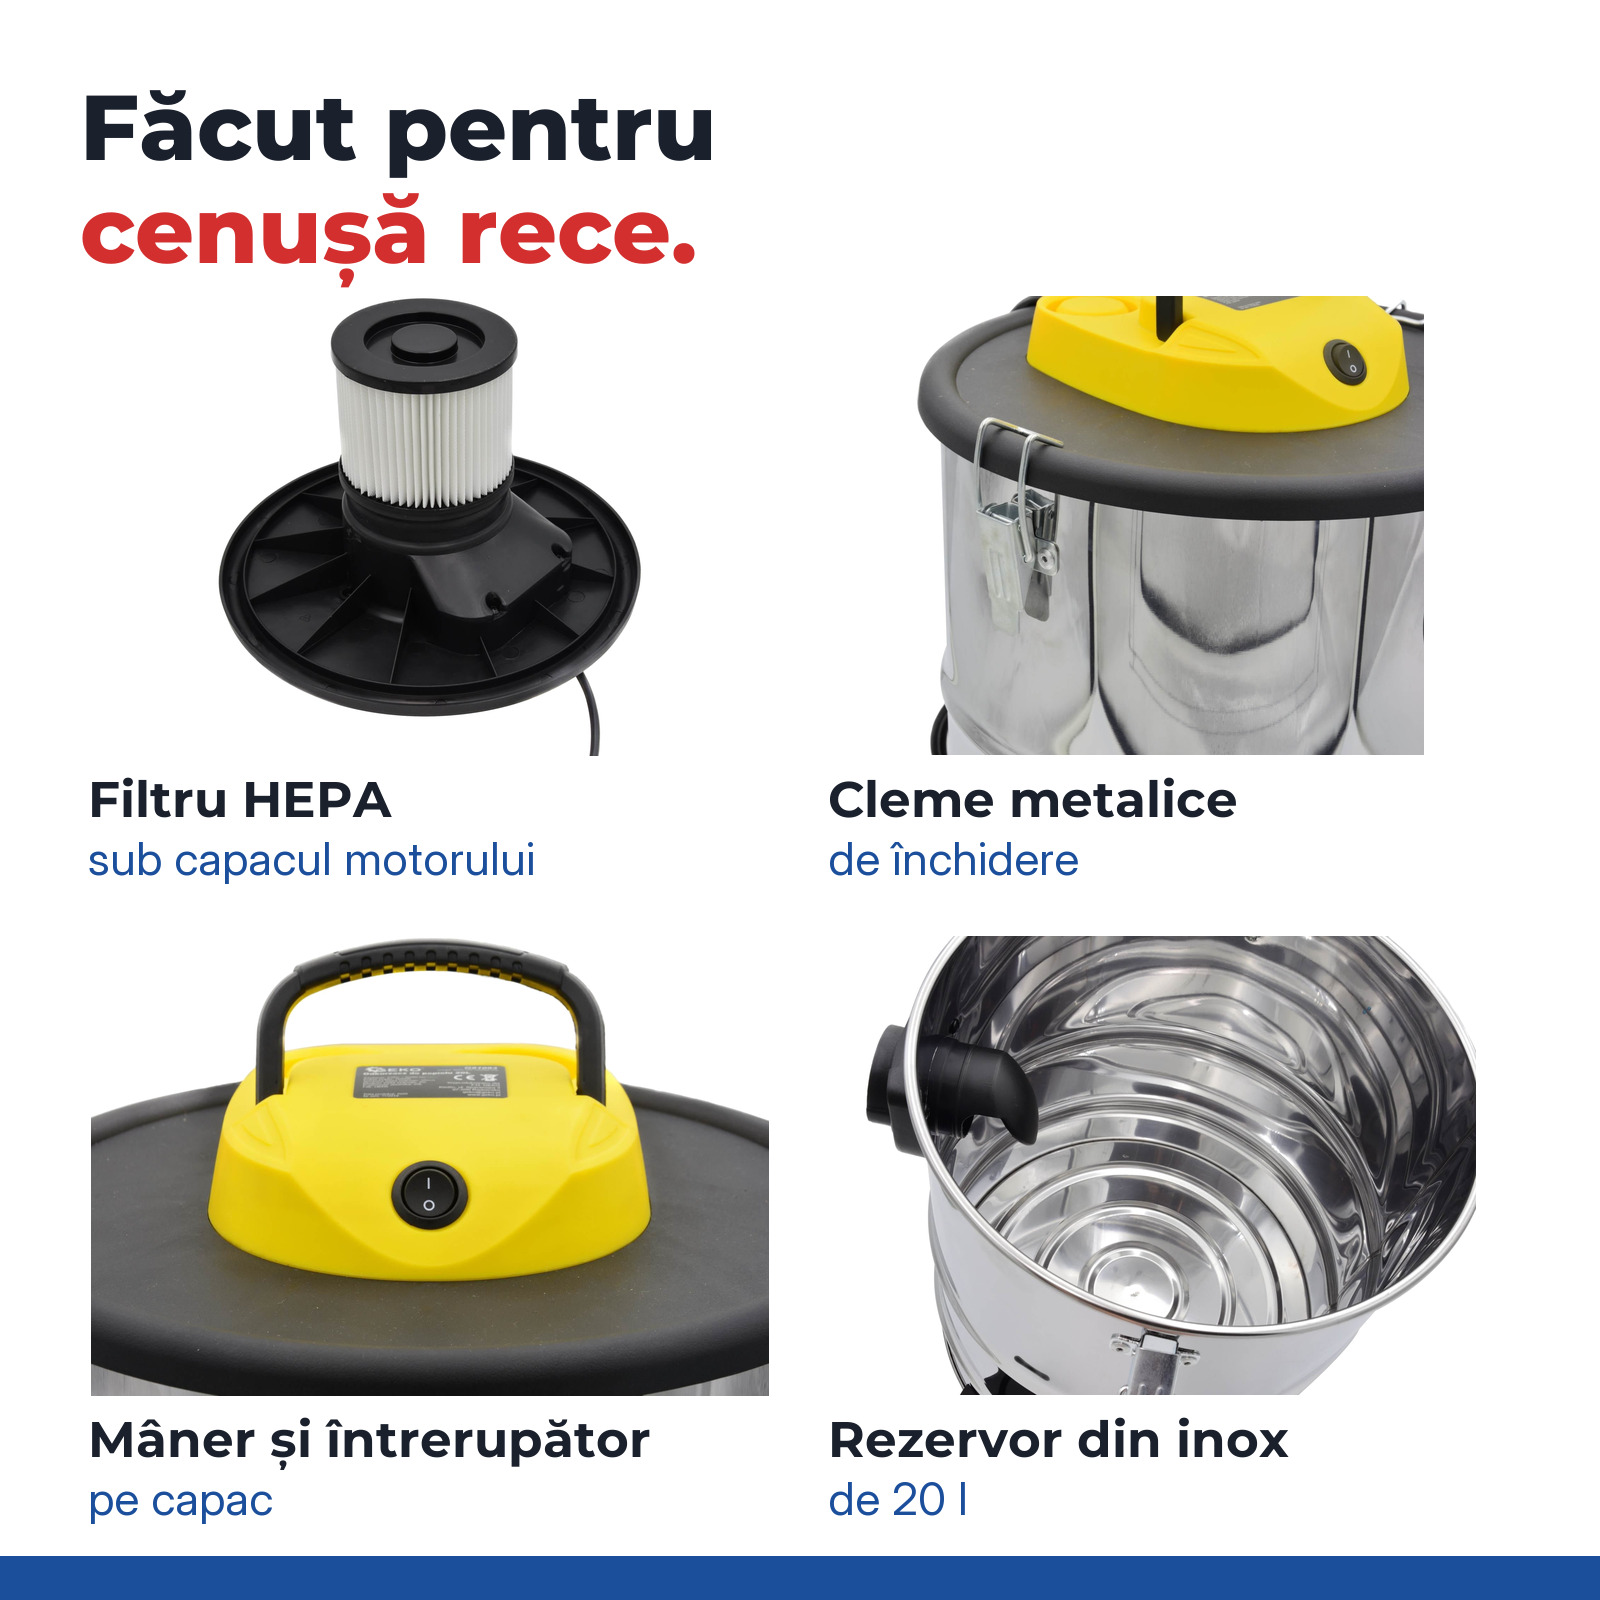 Făcut pentru
cenușă rece.
Filtru HEPA
sub capacul motorului
Cleme metalice
de închidere
GEKO
Mâner și întrerupător
pe capac
Rezervor din inox
de 20 l